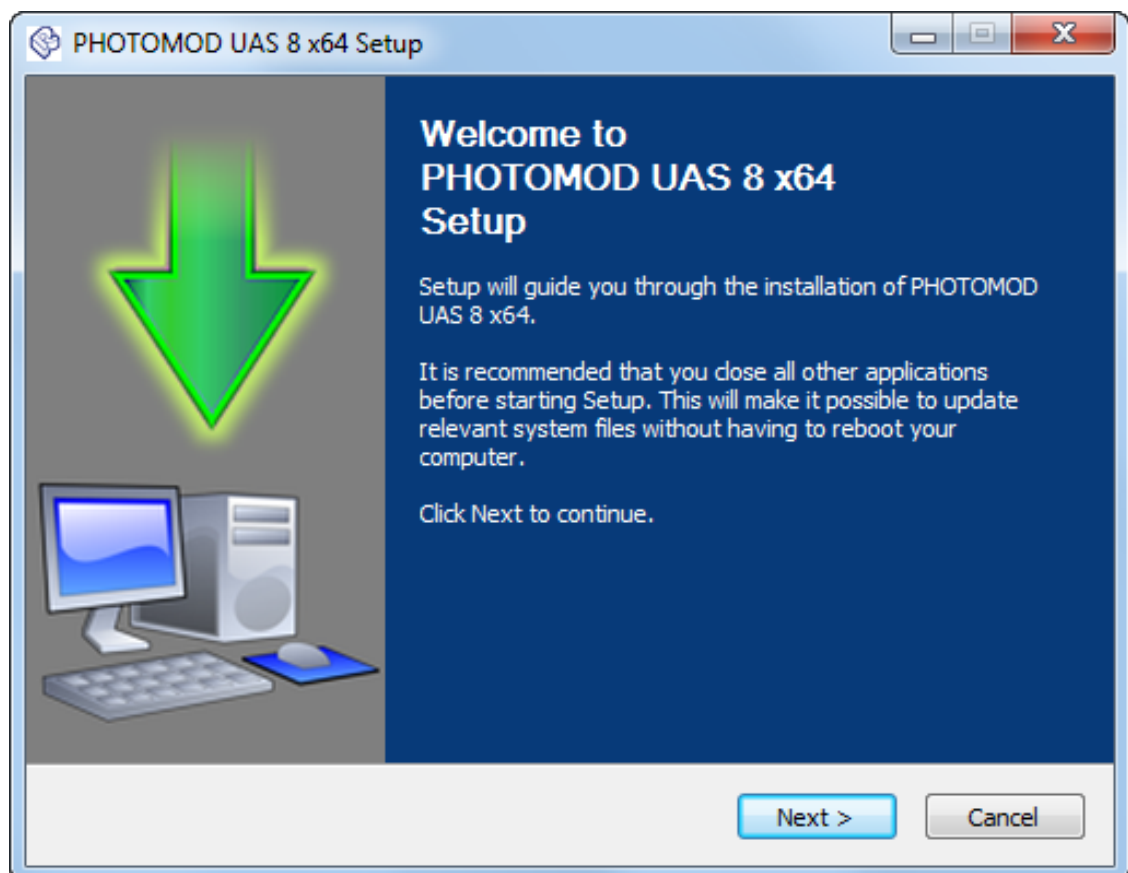 PHOTOMOD UAS 8 x64 Setup
Welcome to
PHOTOMOD UAS 8 x64
Setup
Setup will guide you through the installation of PHOTOMOD
UAS 8 x64.
It is recommended that you close all other applications
before starting Setup. This will make it possible to update
relevant system files without having to reboot your
computer.
Click Next to continue.
Next >
Cancel